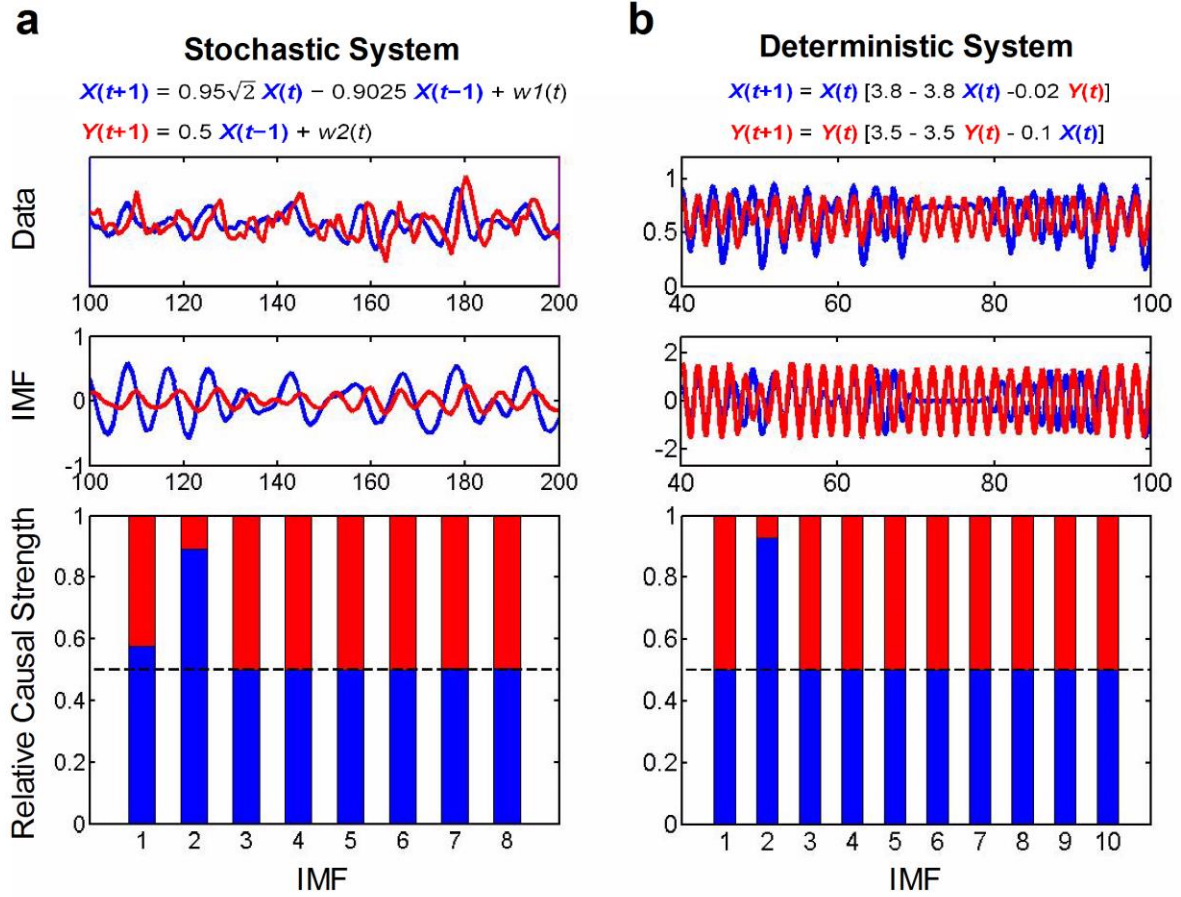 a
Stochastic System
X(t+1) = 0.95√2 X(t) − 0.9025 X(t−1) + w1(t)
Y(t+1) = 0.5 X(t−1) + w2(t)
Data
100 120 140 160 180 200
IMF
1
0
-1
100 120 140 160 180 200
Relative Causal Strength
1
0.8
0.6
0.4
0.2
0
1 2 3 4 5 6 7 8
IMF
b
Deterministic System
X(t+1) = X(t) [3.8 - 3.8 X(t) -0.02 Y(t)]
Y(t+1) = Y(t) [3.5 - 3.5 Y(t) - 0.1 X(t)]
1
0.5
0
40 60 80 100
2
0
-2
40 60 80 100
1
0.8
0.6
0.4
0.2
0
1 2 3 4 5 6 7 8 9 10
IMF